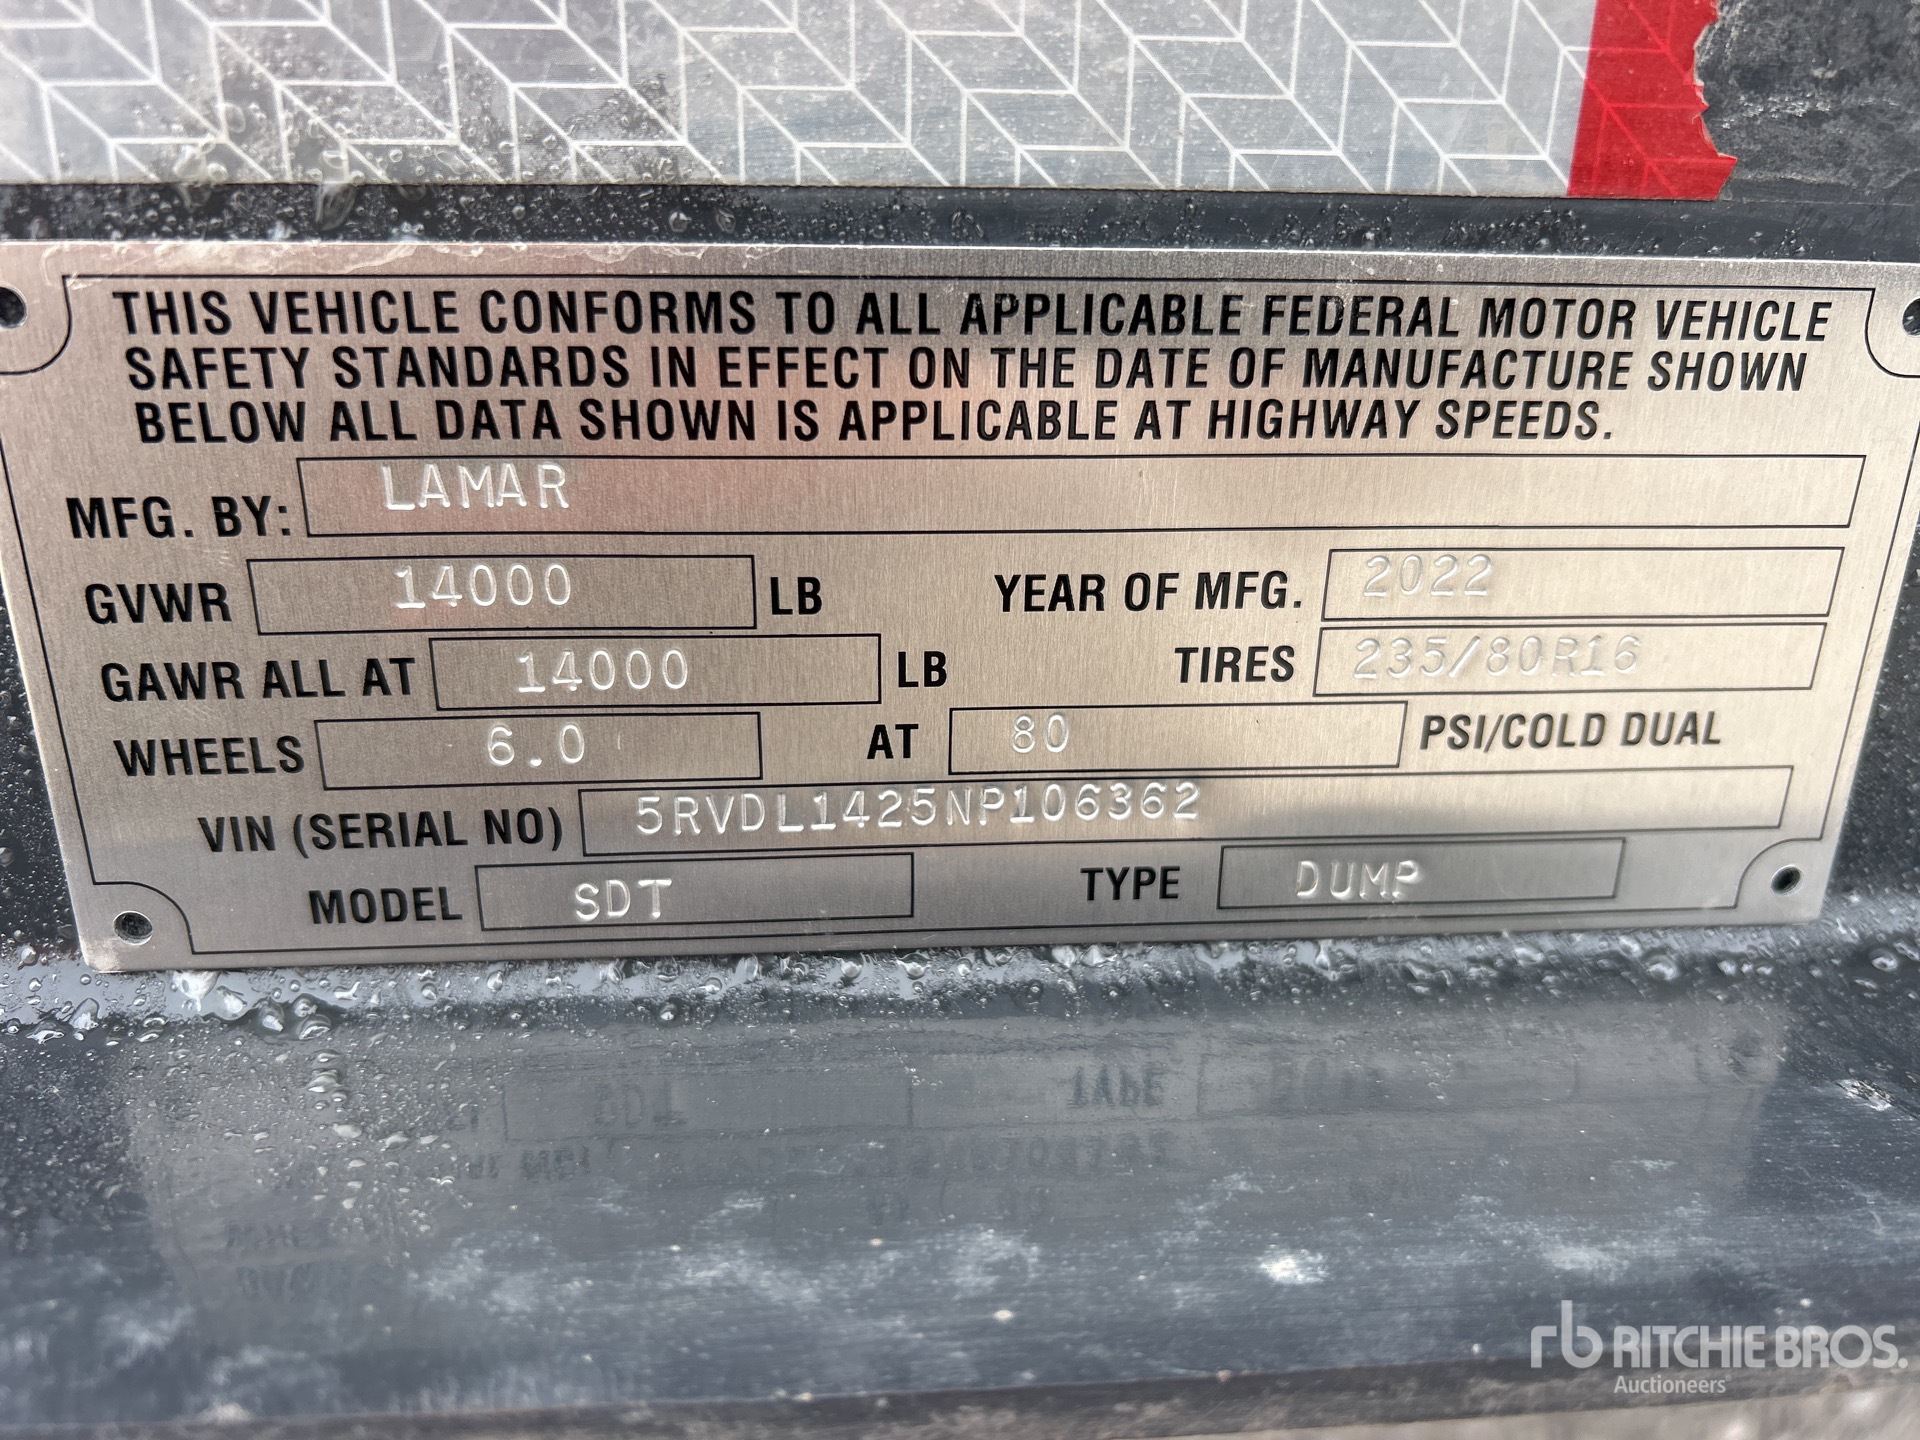 THIS VEHICLE CONFORMS TO ALL APPLICABLE FEDERAL MOTOR VEHICLE
SAFETY STANDARDS IN EFFECT ON THE DATE OF MANUFACTURE SHOWN
BELOW ALL DATA SHOWN IS APPLICABLE AT HIGHWAY SPEEDS.
MFG. BY: LAMAR
GVWR 14000 LB YEAR OF MFG. 2022
GAWR ALL AT 14000 LB TIRES 235/80R16
WHEELS 6.0 AT 80 PSI/COLD DUAL
VIN (SERIAL NO) 5RVDL1425NP106362
MODEL SDT TYPE DUMP
rb RITCHIE BROS.
Auctioneers